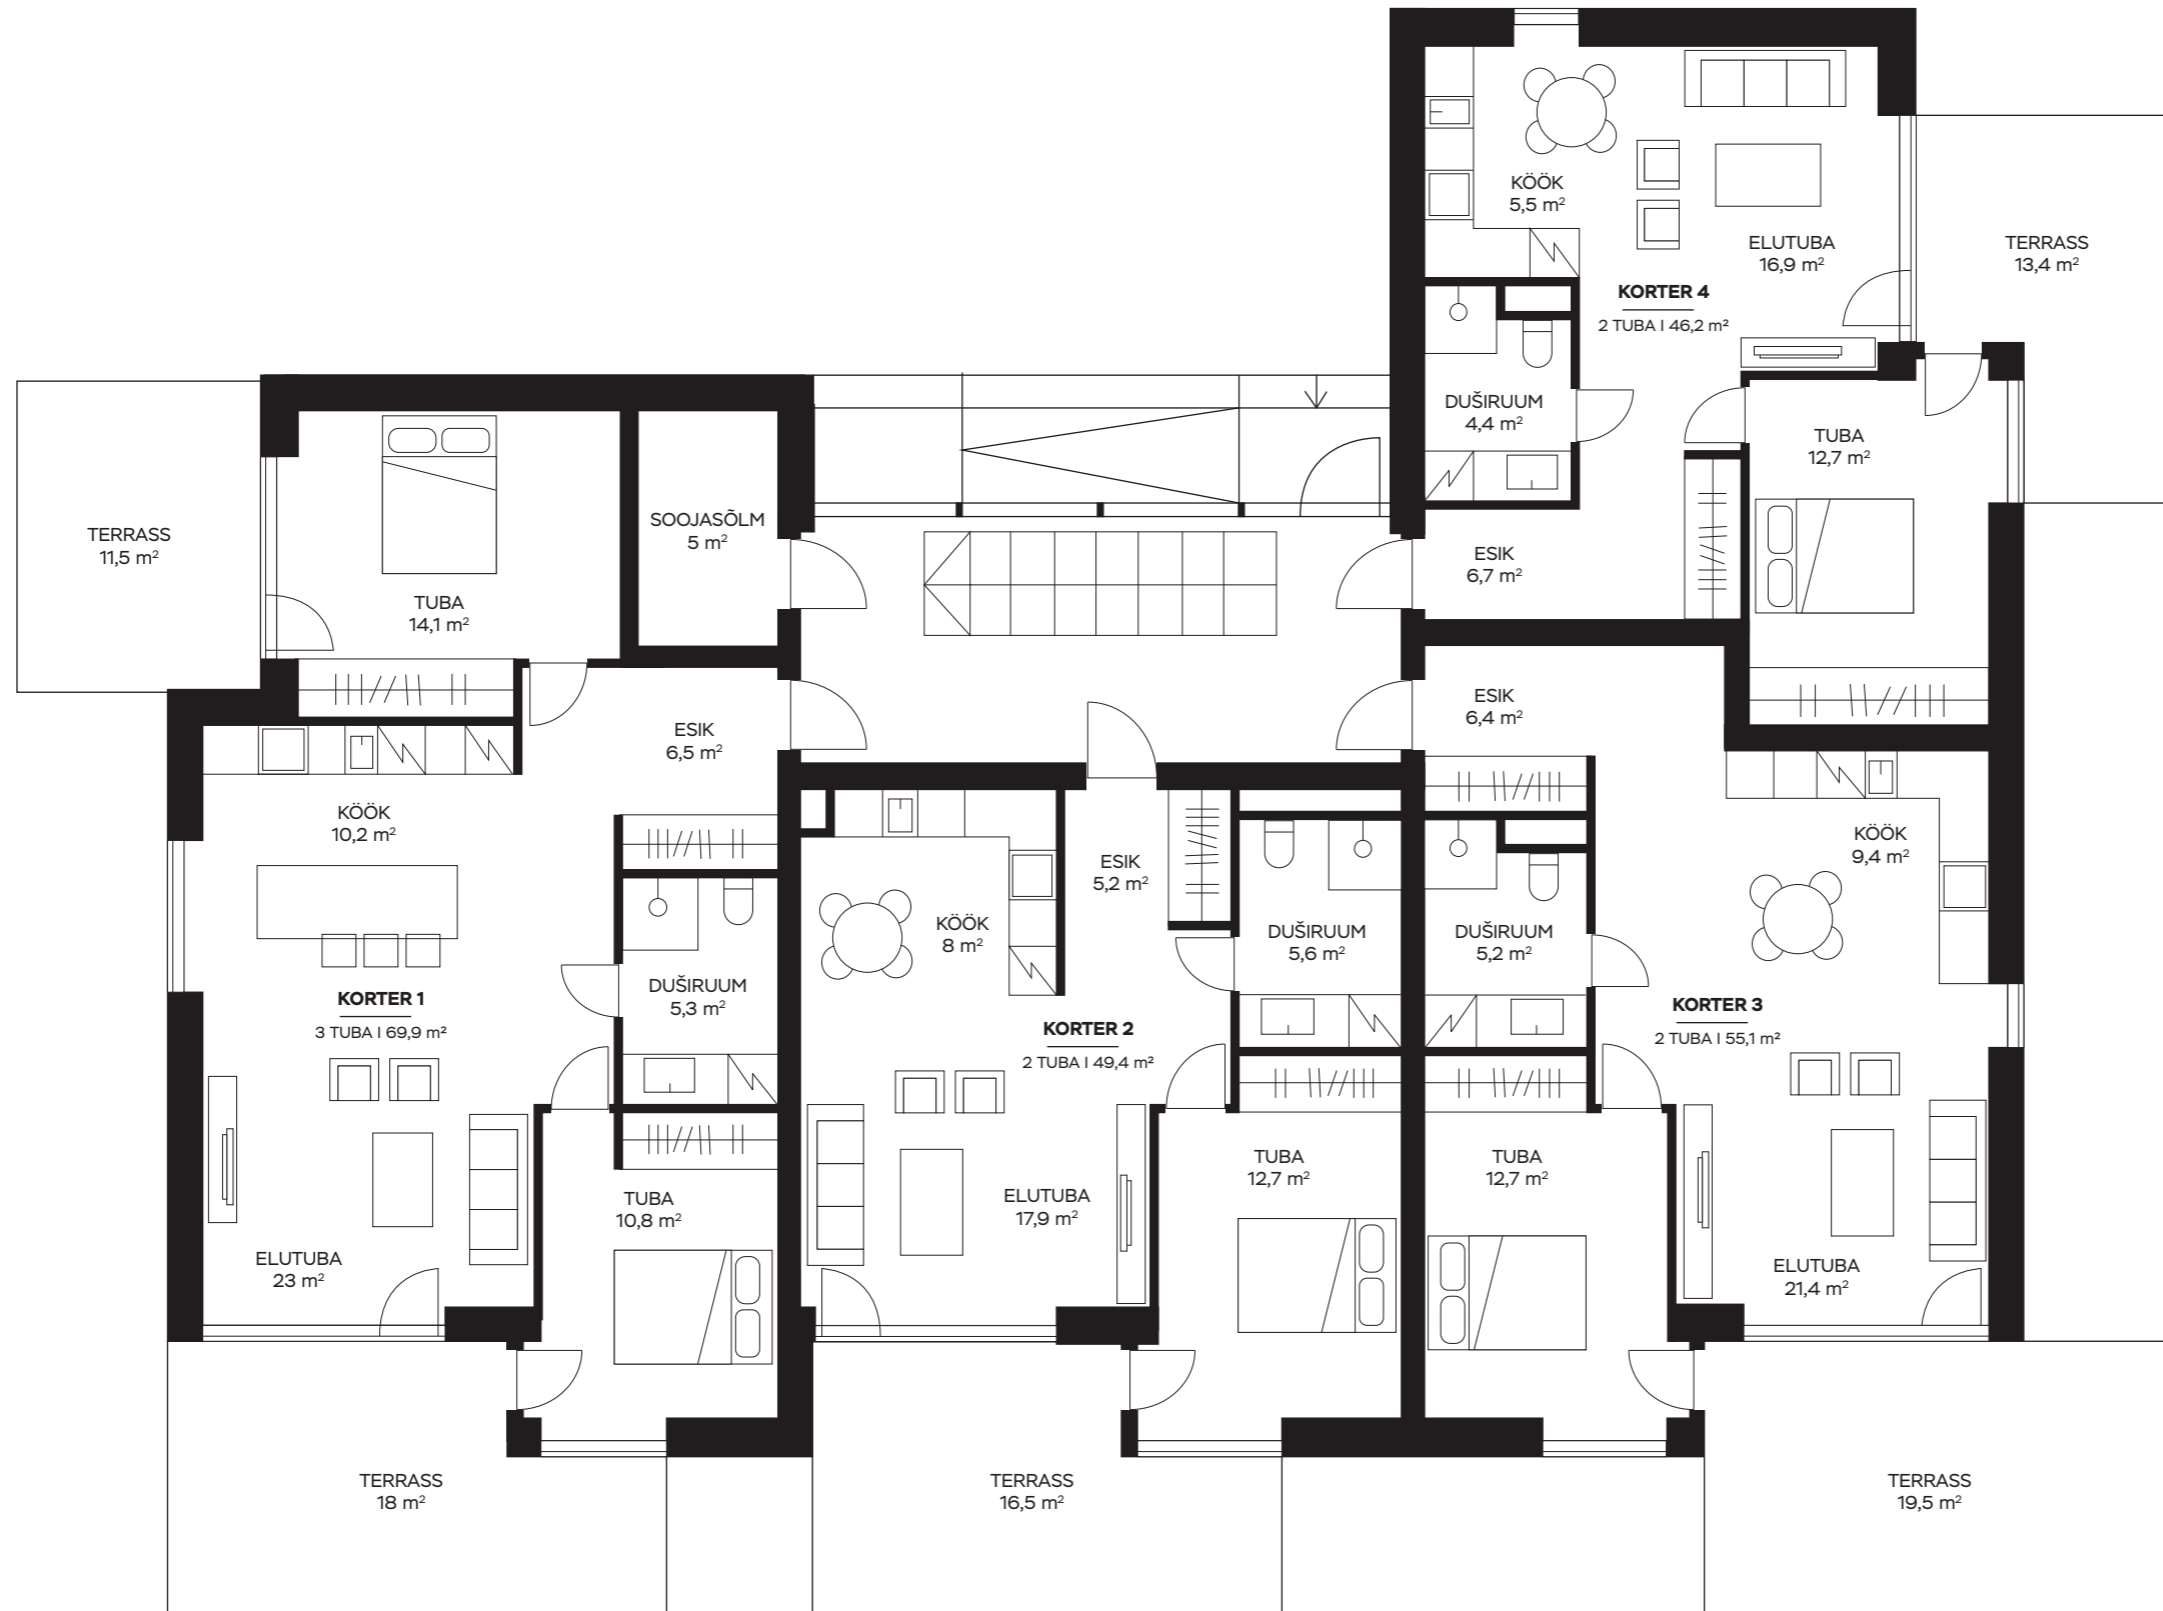 KÖÖK
5,5 m²
ELUTUBA
16,9 m²
TERRASS
13,4 m²
KORTER 4
2 TUBA I 46,2 m²
DUŠIRUUM
4,4 m²
TUBA
12,7 m²
ESIK
6,7 m²
TERRASS
11,5 m²
TUBA
14,1 m²
SOOJASÕLM
5 m²
ESIK
6,5 m²
KÖÖK
10,2 m²
KORTER 1
3 TUBA I 69,9 m²
DUŠIRUUM
5,3 m²
TUBA
10,8 m²
ELUTUBA
23 m²
TERRASS
18 m²
ESIK
5,2 m²
KÖÖK
8 m²
DUŠIRUUM
5,6 m²
KORTER 2
2 TUBA I 49,4 m²
TUBA
12,7 m²
ELUTUBA
17,9 m²
TERRASS
16,5 m²
ESIK
6,4 m²
KÖÖK
9,4 m²
DUŠIRUUM
5,2 m²
KORTER 3
2 TUBA I 55,1 m²
TUBA
12,7 m²
ELUTUBA
21,4 m²
TERRASS
19,5 m²